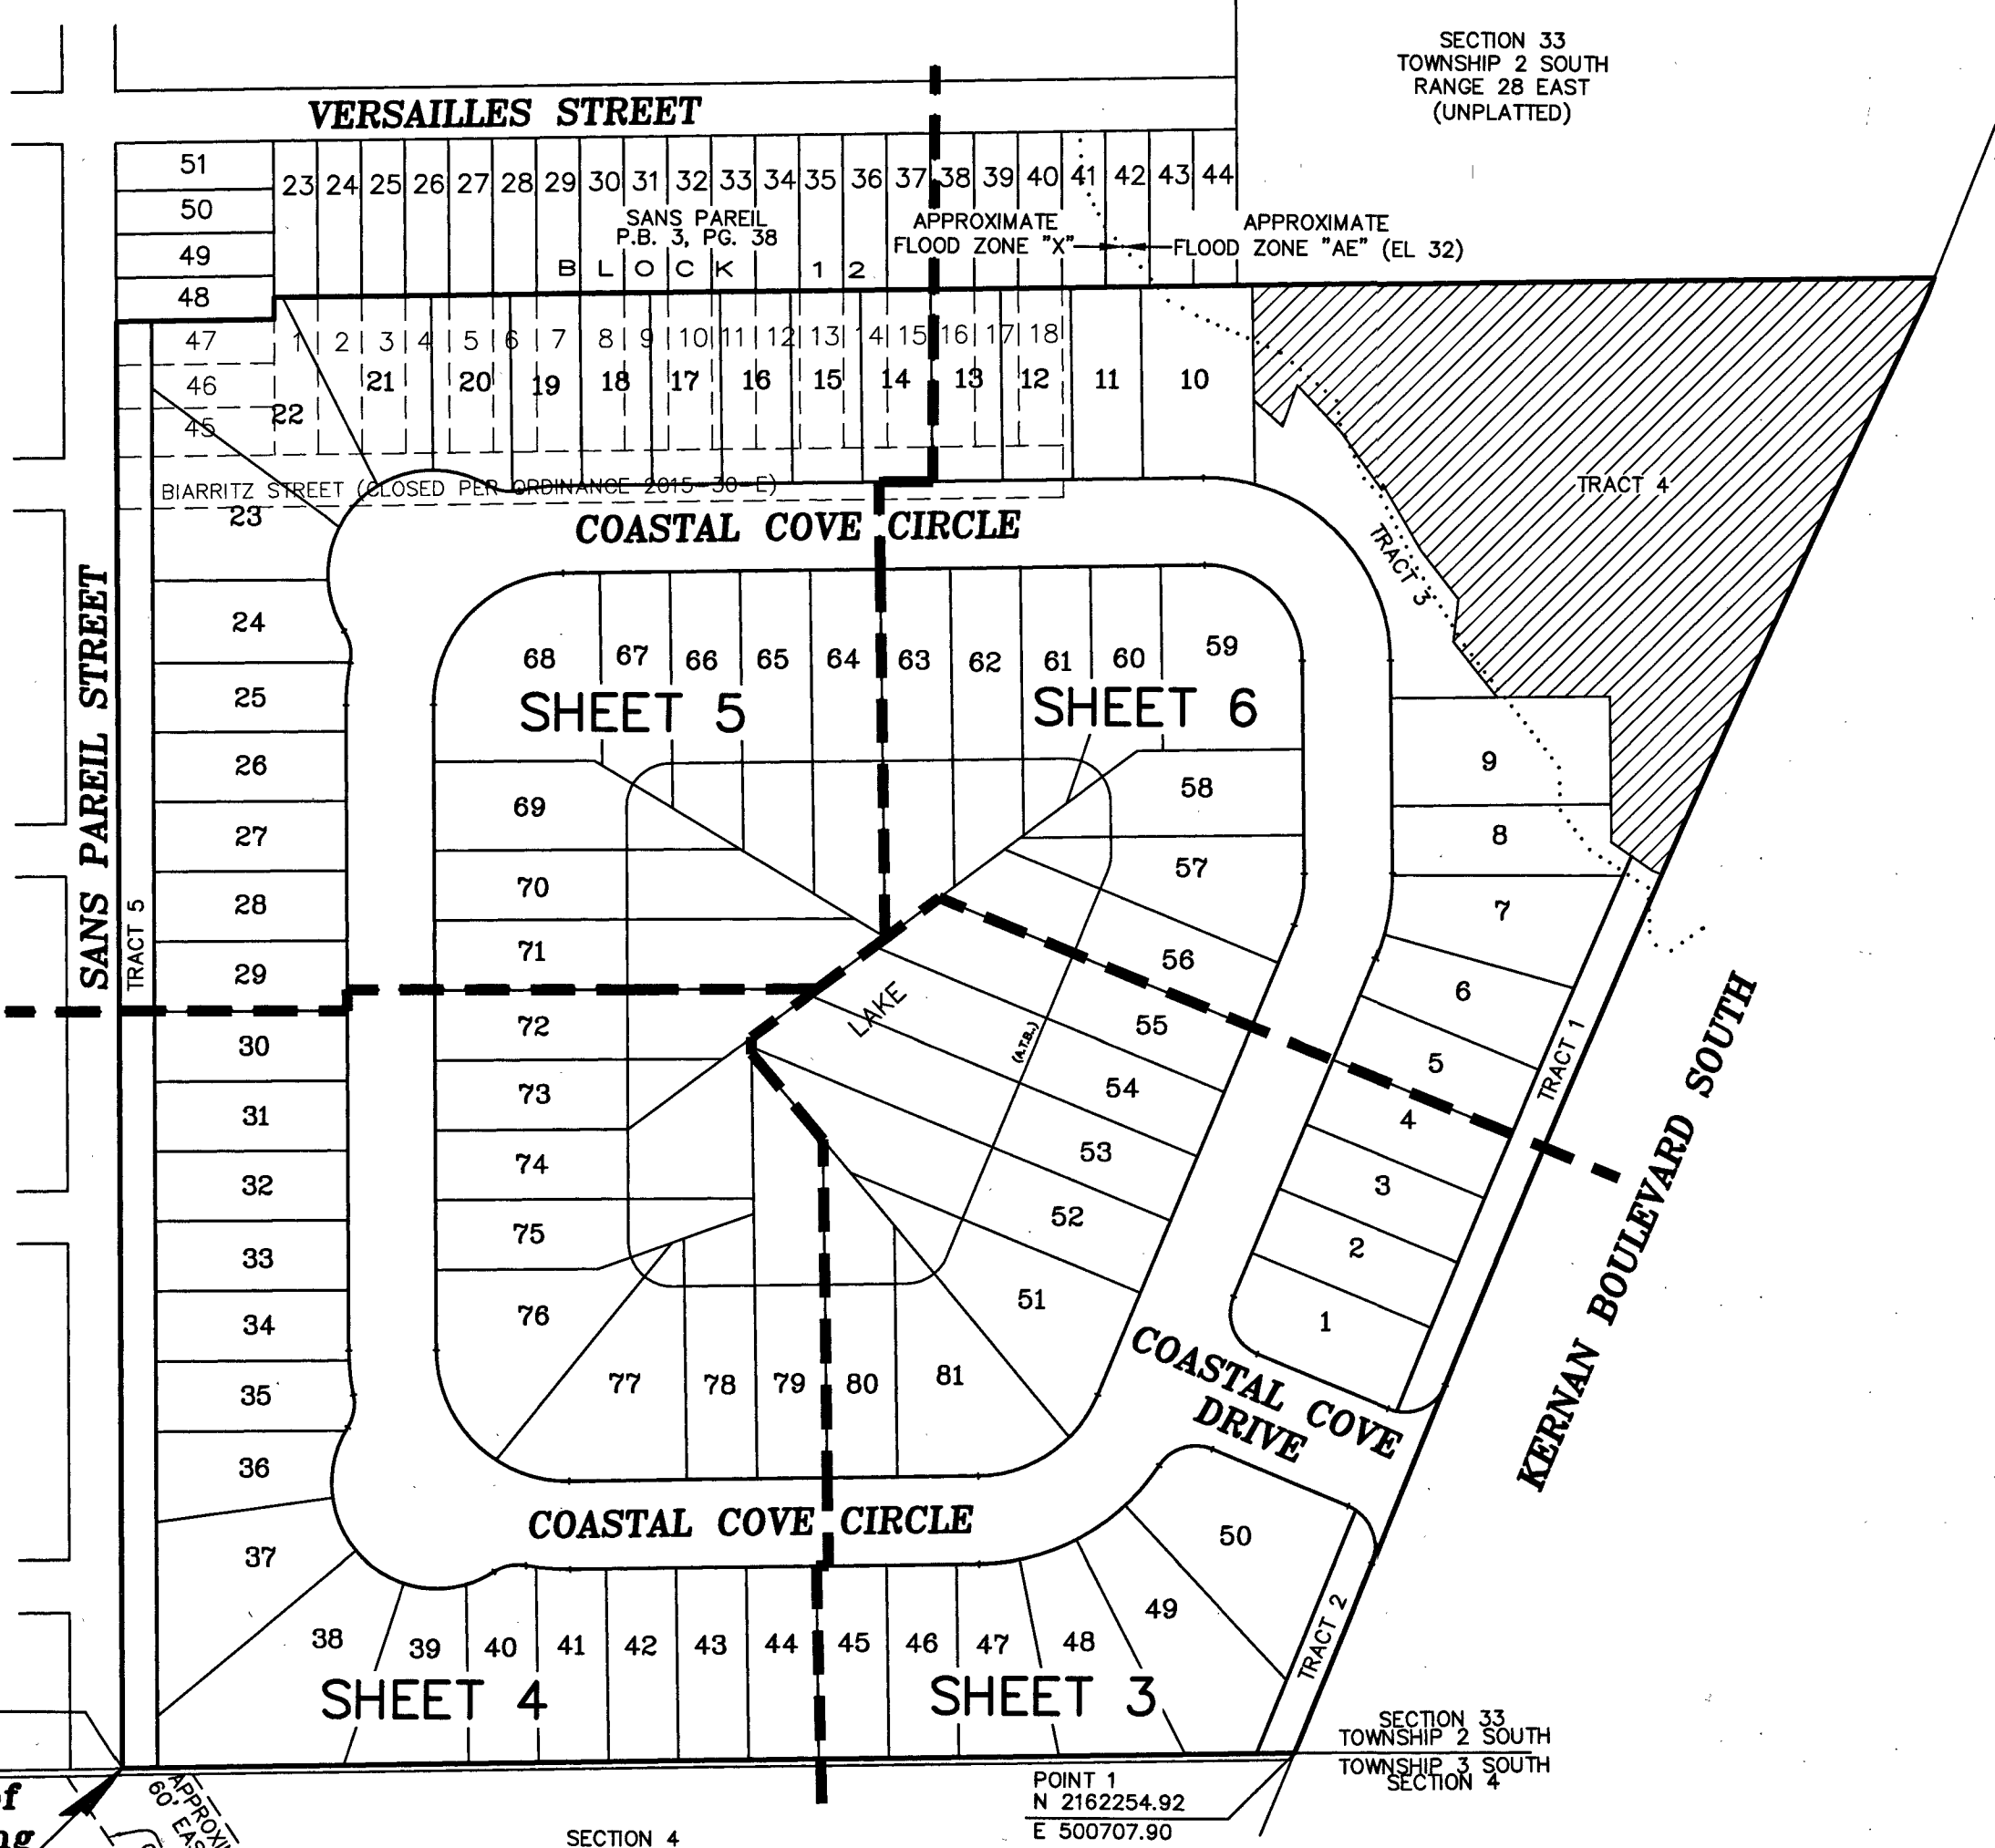 SECTION 33
TOWNSHIP 2 SOUTH
RANGE 28 EAST
(UNPLATTED)
VERSAILLES STREET
51
50
49
48
23 24 25 26 27 28 29 30 31 32 33 34 35 36 37 38 39 40 41 42 43 44
SANS PAREIL
P.B. 3, PG. 38
BLOCK 12
APPROXIMATE
FLOOD ZONE "X"
APPROXIMATE
FLOOD ZONE "AE" (EL 32)
47
46
45
1 2 3 4 5 6 7 8 9 10 11 12 13 14 15 16 17 18
22 21 20 19 18 17 16 15 14 13 12 11 10
BIARRITZ STREET (CLOSED PER ORDINANCE 2015-30-E)
TRACT 4
TRACT 3
COASTAL COVE CIRCLE
SANS PAREIL STREET
TRACT 5
23
24
25
26
27
28
29
30
31
32
33
34
35
36
37
68 67 66 65 64 63 62 61 60 59
SHEET 5
SHEET 6
69
70
71
72
73
74
75
76
58
57
56
55
54
53
52
51
LAKE
(A.T.B.)
9
8
7
6
5
4
3
2
1
TRACT 1
KERNAN BOULEVARD SOUTH
77 78 79 80 81
COASTAL COVE
DRIVE
COASTAL COVE CIRCLE
50
49
38 39 40 41 42 43 44 45 46 47 48
SHEET 4
SHEET 3
TRACT 2
SECTION 33
TOWNSHIP 2 SOUTH
TOWNSHIP 3 SOUTH
SECTION 4
POINT 1
N 2162254.92
E 500707.90
of
ng
APPROXI
60' EAS
SECTION 4